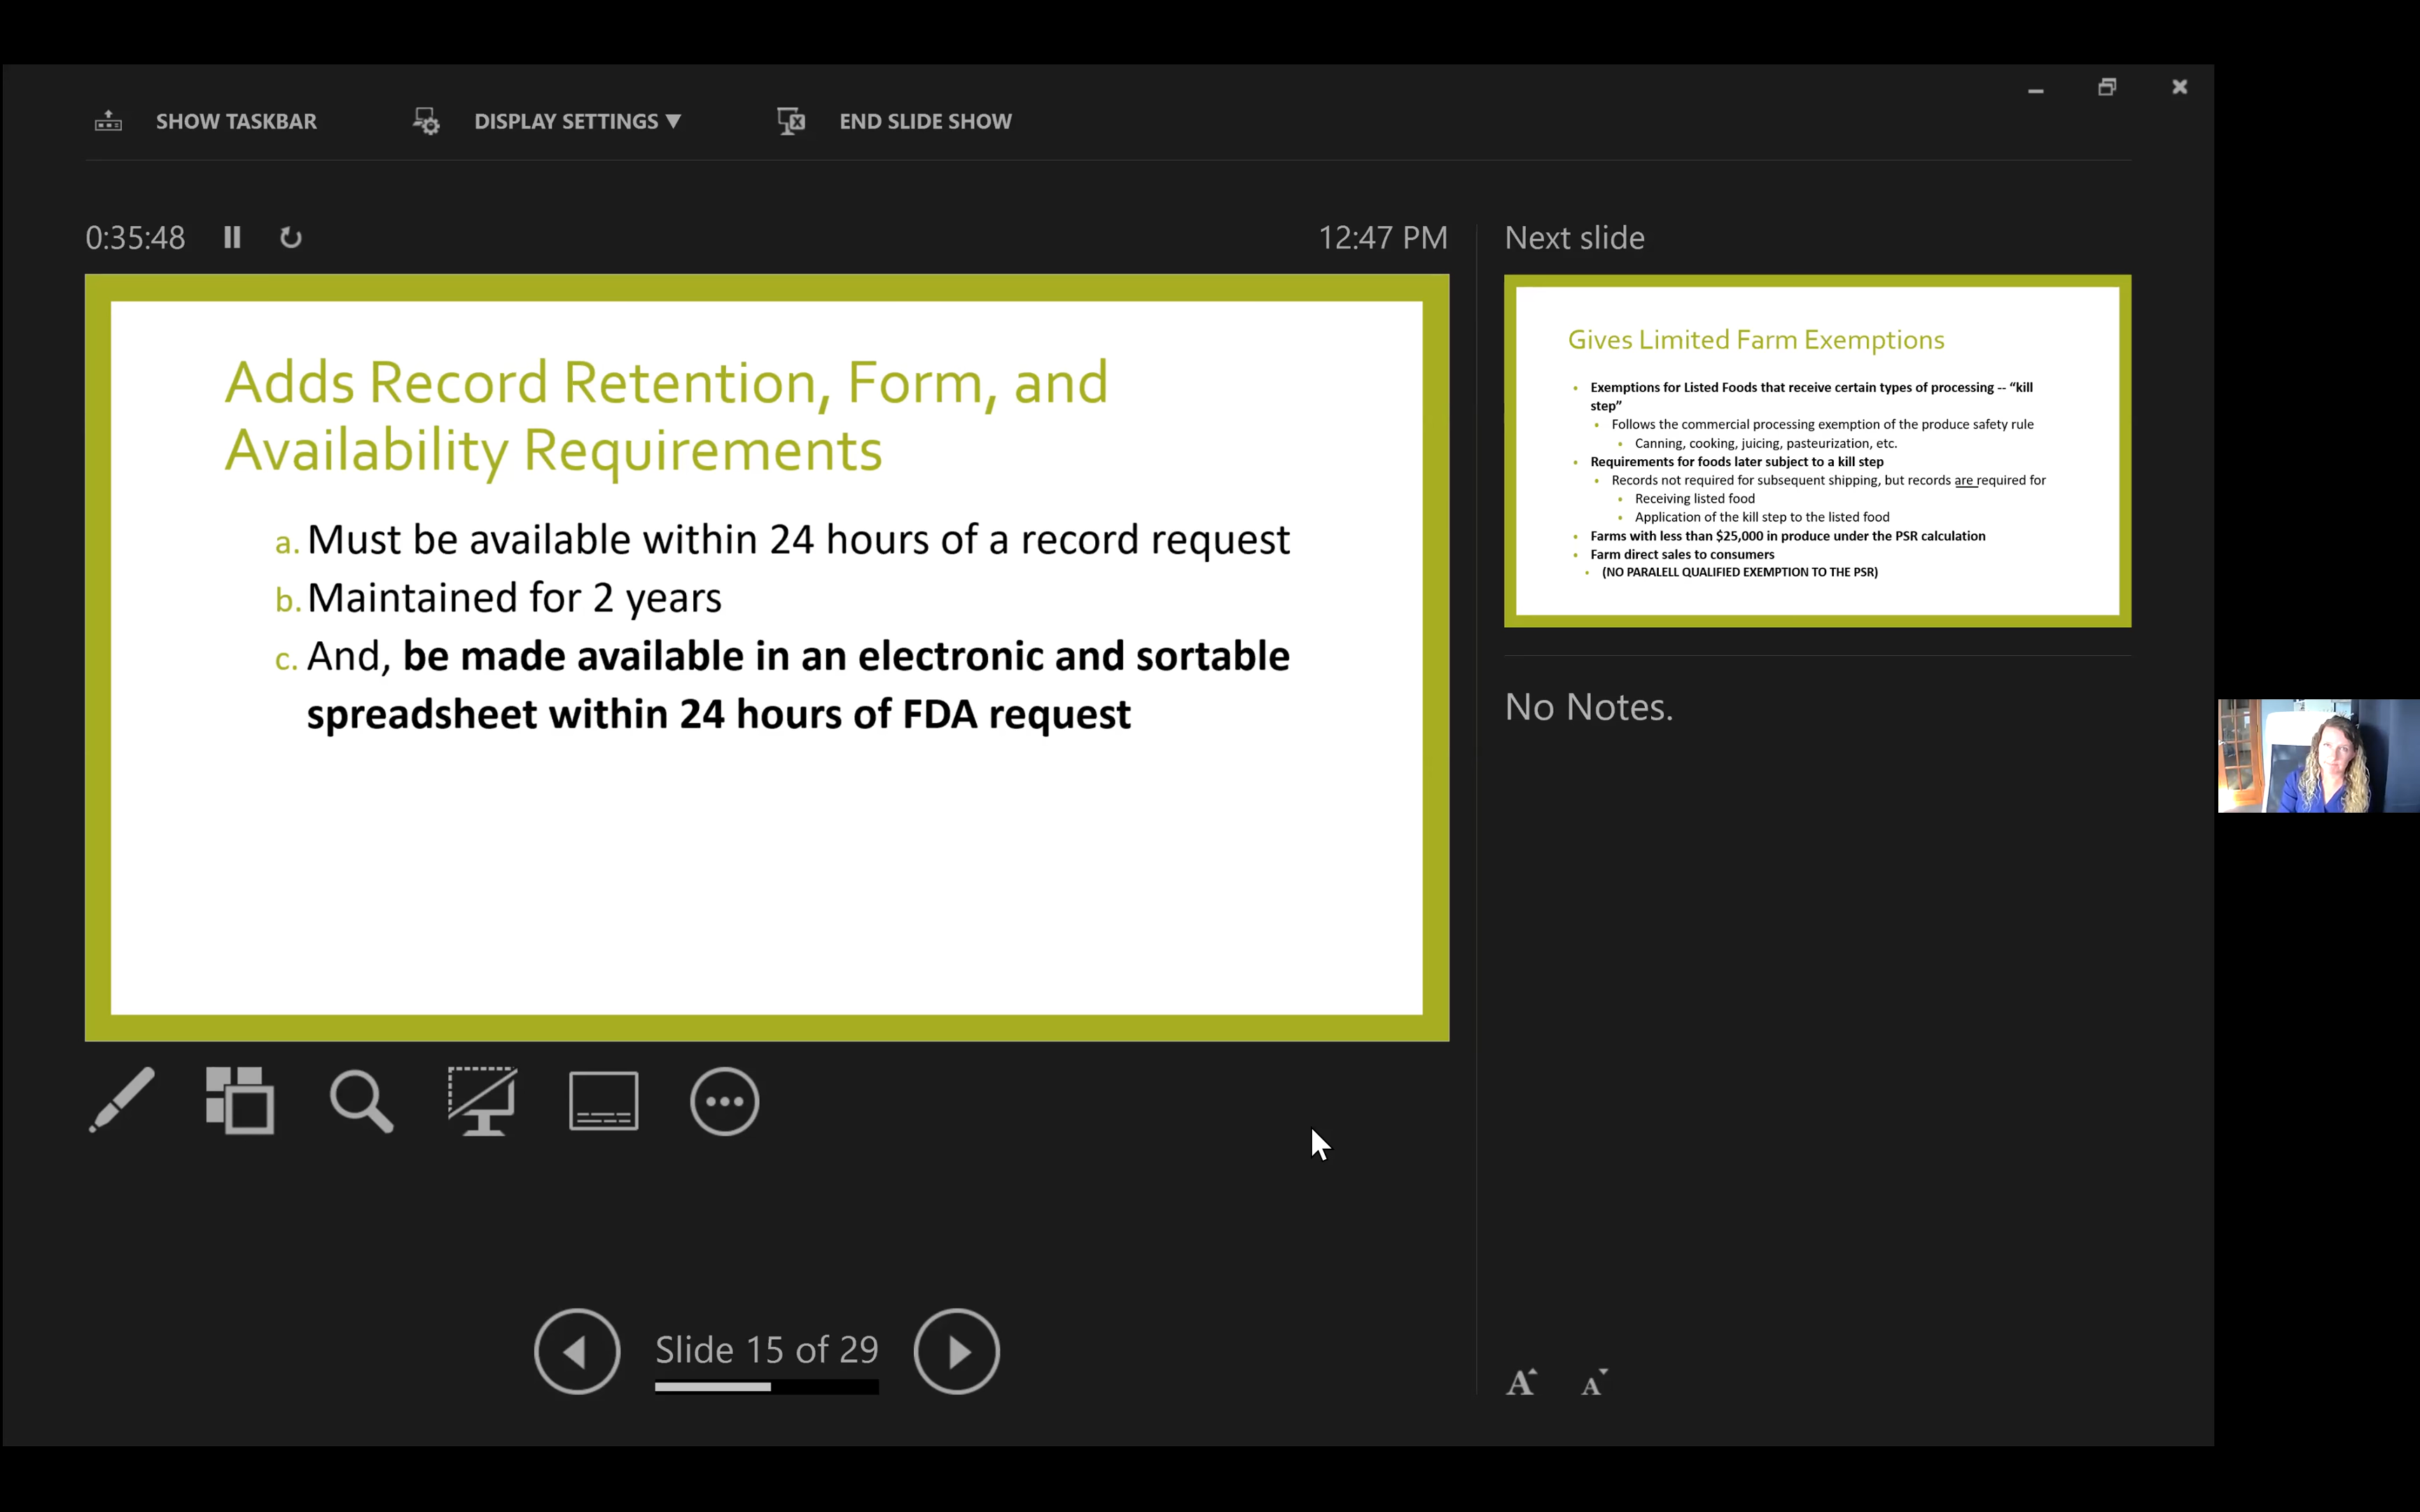 SHOW TASKBAR
DISPLAY SETTINGS ▼
END SLIDE SHOW
0:35:48
12:47 PM
Adds Record Retention, Form, and
Availability Requirements
a. Must be available within 24 hours of a record request
b. Maintained for 2 years
c. And, be made available in an electronic and sortable
spreadsheet within 24 hours of FDA request
Slide 15 of 29
Next slide
Gives Limited Farm Exemptions
• Exemptions for Listed Foods that receive certain types of processing -- “kill
step”
• Follows the commercial processing exemption of the produce safety rule
• Canning, cooking, juicing, pasteurization, etc.
• Requirements for foods later subject to a kill step
• Records not required for subsequent shipping, but records are required for
• Receiving listed food
• Application of the kill step to the listed food
• Farms with less than $25,000 in produce under the PSR calculation
• Farm direct sales to consumers
• (NO PARALELL QUALIFIED EXEMPTION TO THE PSR)
No Notes.
A A